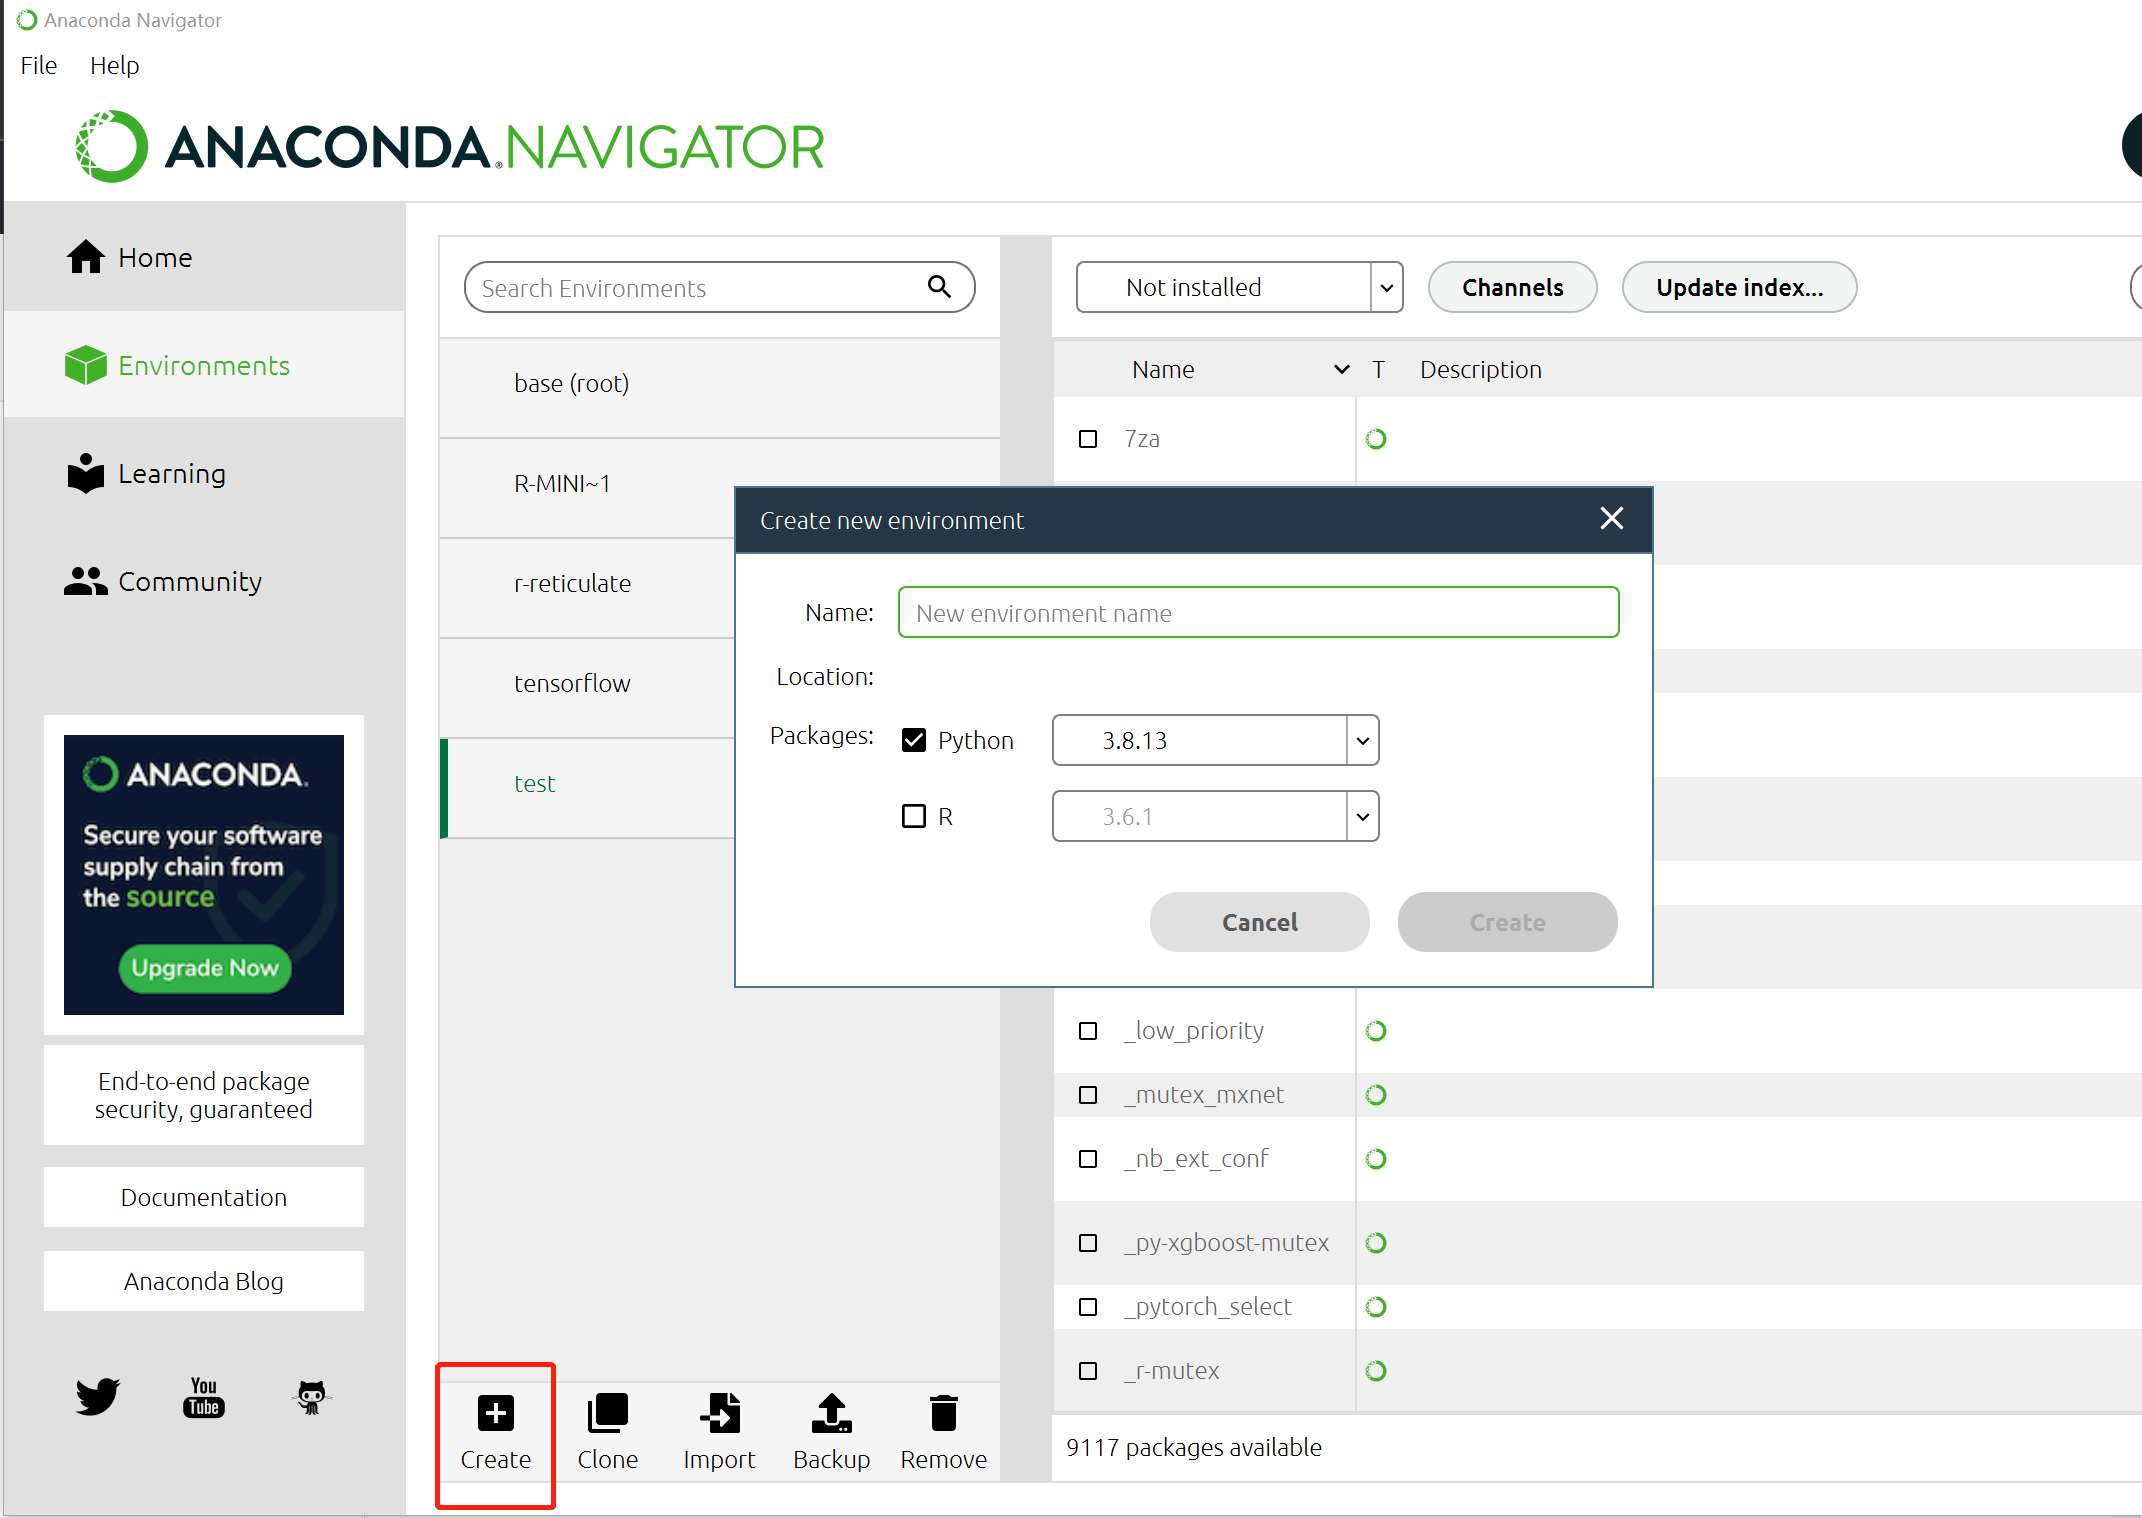 Anaconda Navigator
File Help
ANACONDA.NAVIGATOR
Home
Environments
Learning
Community
ANACONDA.
Secure your software
supply chain from
the source
Upgrade Now
End-to-end package
security, guaranteed
Documentation
Anaconda Blog
You
Tube
Search Environments
base (root)
R-MINI~1
r-reticulate
tensorflow
test
Create Clone Import Backup Remove
Not installed Channels Update index...
Name T Description
7za
Create new environment
Name: New environment name
Location:
Packages: Python 3.8.13
R 3.6.1
Cancel Create
_low_priority
_mutex_mxnet
_nb_ext_conf
_py-xgboost-mutex
_pytorch_select
_r-mutex
9117 packages available